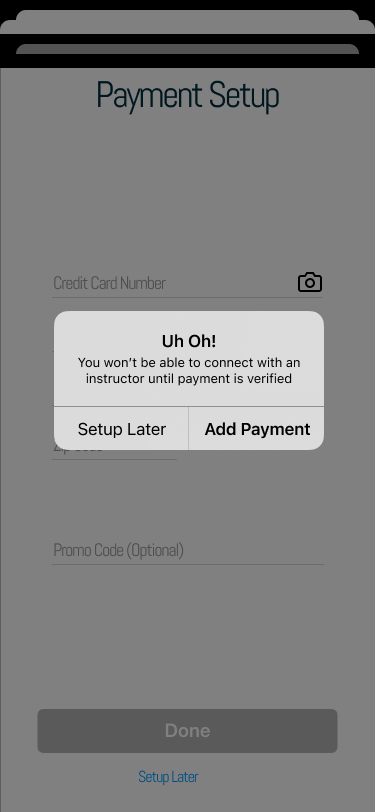 Payment Setup
Credit Card Number
Uh Oh!
You won't be able to connect with an
instructor until payment is verified
Setup Later
Add Payment
Promo Code (Optional)
Done
Setup Later